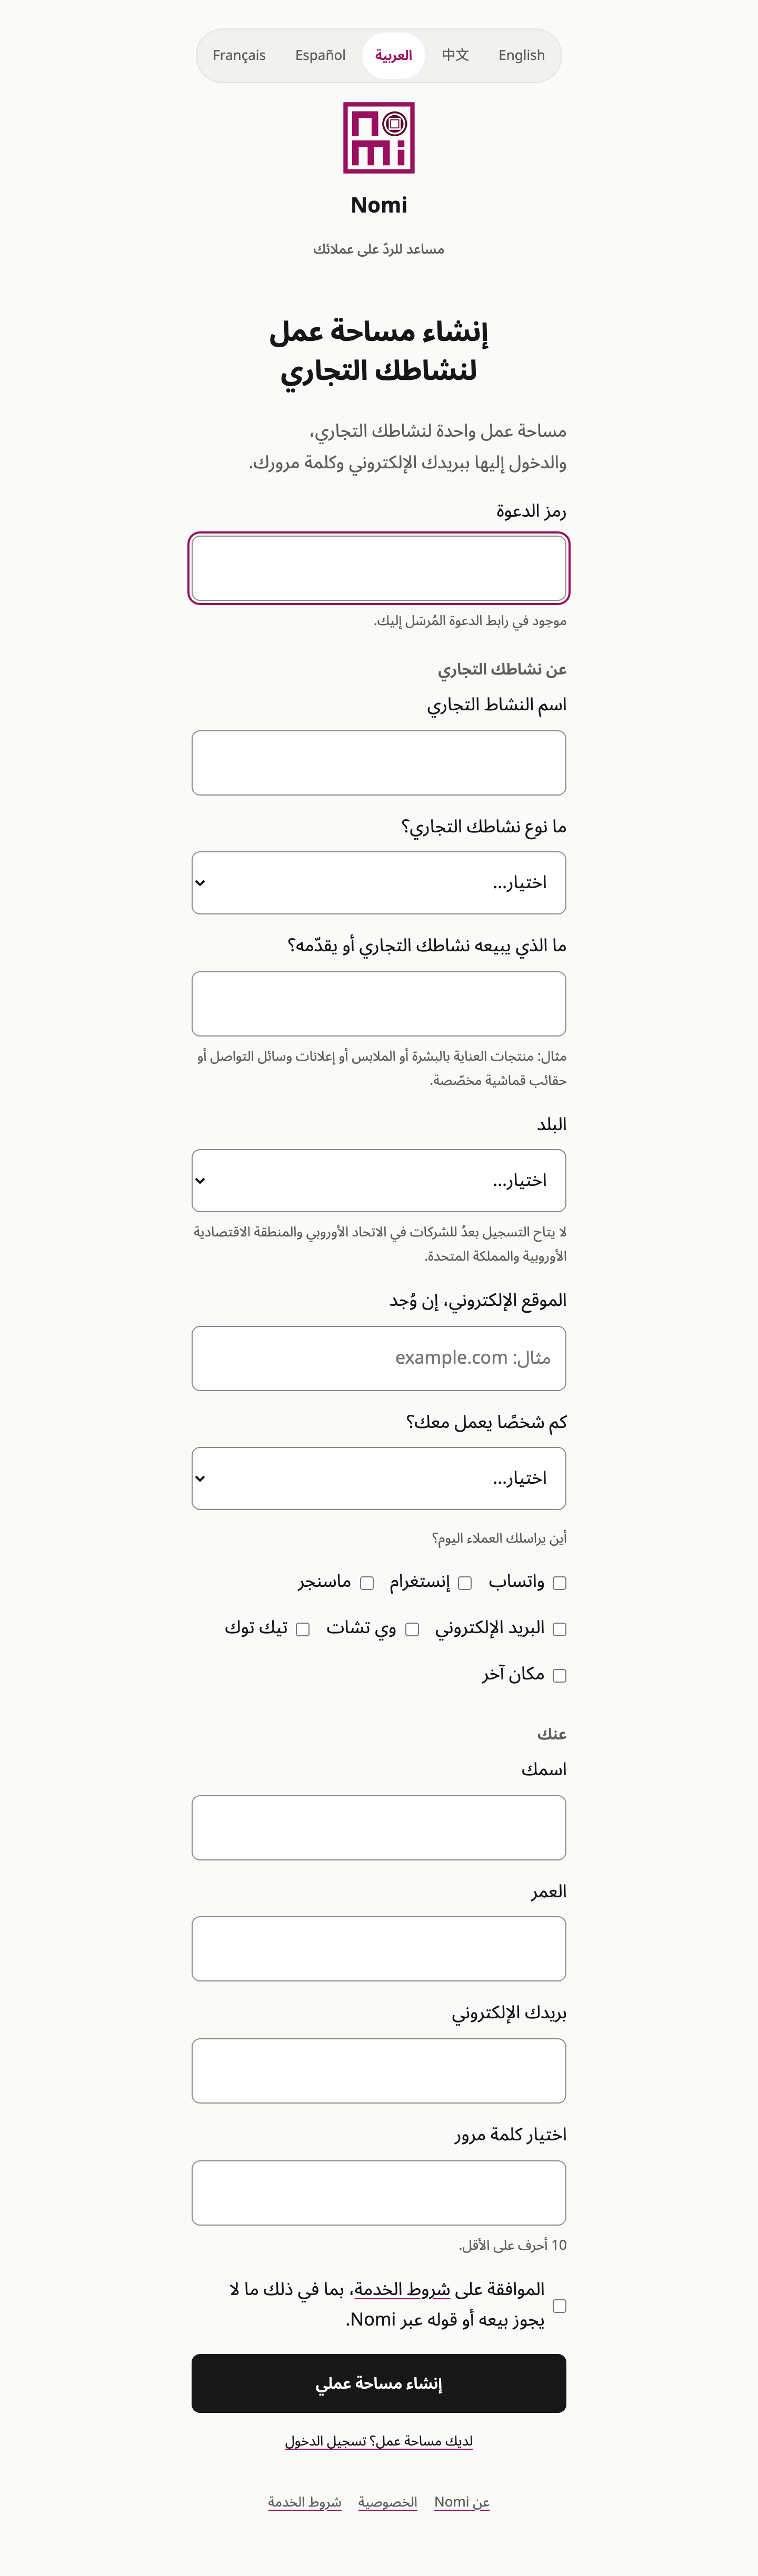 English 中文 العربية Español Français
nomi
Nomi
مساعد للردّ على عملائك
إنشاء مساحة عمل
لنشاطك التجاري
مساحة عمل واحدة لنشاطك التجاري،
والدخول إليها ببريدك الإلكتروني وكلمة مرورك.
رمز الدعوة
موجود في رابط الدعوة المُرسَل إليك.
عن نشاطك التجاري
اسم النشاط التجاري
ما نوع نشاطك التجاري؟
اختيار...
ما الذي يبيعه نشاطك التجاري أو يقدّمه؟
مثال: منتجات العناية بالبشرة أو الملابس أو إعلانات وسائل التواصل أو
حقائب قماشية مخصّصة.
البلد
اختيار...
لا يتاح التسجيل بعدُ للشركات في الاتحاد الأوروبي والمنطقة الاقتصادية
الأوروبية والمملكة المتحدة.
الموقع الإلكتروني، إن وُجد
مثال: example.com
كم شخصًا يعمل معك؟
اختيار...
أين يراسلك العملاء اليوم؟
واتساب إنستغرام ماسنجر
البريد الإلكتروني وي تشات تيك توك
مكان آخر
عنك
اسمك
العمر
بريدك الإلكتروني
اختيار كلمة مرور
10 أحرف على الأقل.
الموافقة على شروط الخدمة، بما في ذلك ما لا
يجوز بيعه أو قوله عبر Nomi.
إنشاء مساحة عملي
لديك مساحة عمل؟ تسجيل الدخول
عن Nomi الخصوصية شروط الخدمة